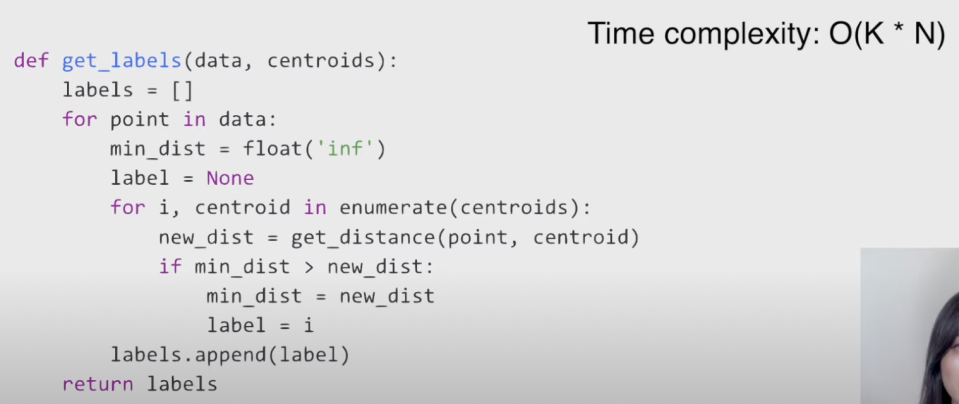 Time complexity: O(K * N)
def get_labels(data, centroids):
    labels = []
    for point in data:
        min_dist = float('inf')
        label = None
        for i, centroid in enumerate(centroids):
            new_dist = get_distance(point, centroid)
            if min_dist > new_dist:
                min_dist = new_dist
                label = i
        labels.append(label)
    return labels